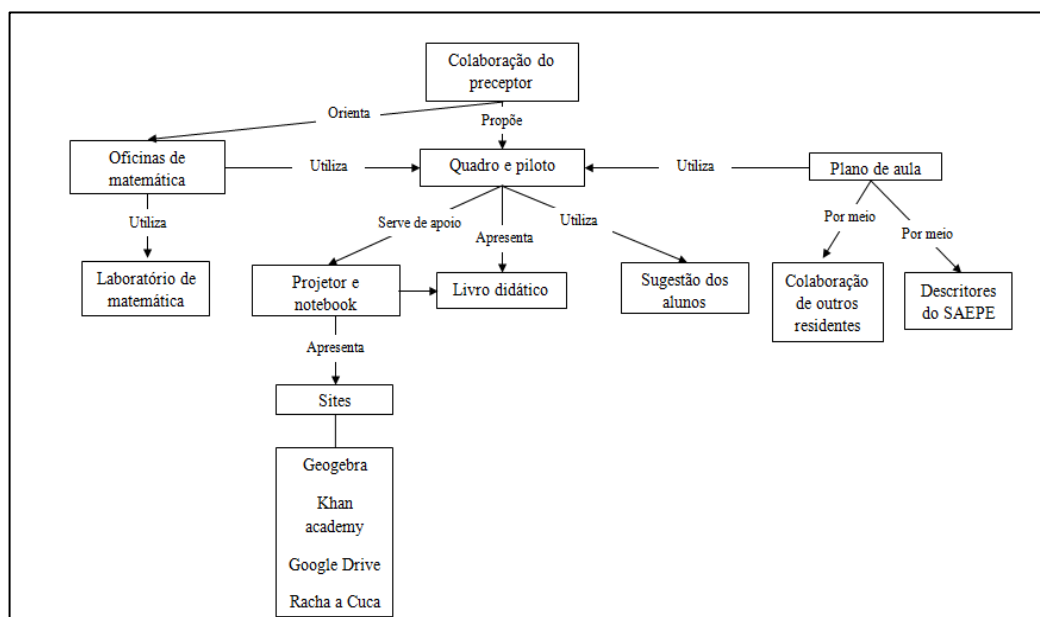 Colaboração do
preceptor
Orienta
Propõe
Oficinas de
matemática
Utiliza
Quadro e piloto
Utiliza
Plano de aula
Utiliza
Serve de apoio
Apresenta
Utiliza
Por meio
Por meio
Laboratório de
matemática
Projetor e
notebook
Livro didático
Sugestão dos
alunos
Colaboração
de outros
residentes
Descritores
do SAEPE
Apresenta
Sites
Geogebra
Khan
academy
Google Drive
Racha a Cuca